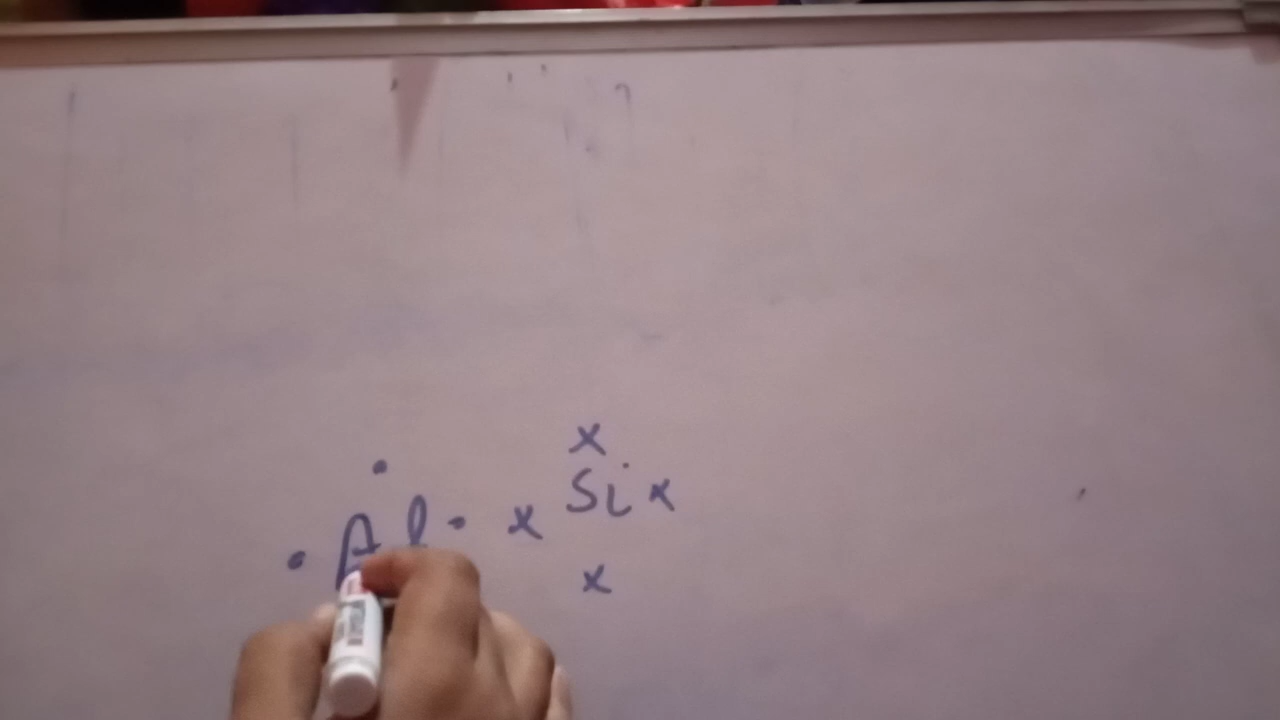 x
• Si x
• Al • x
x